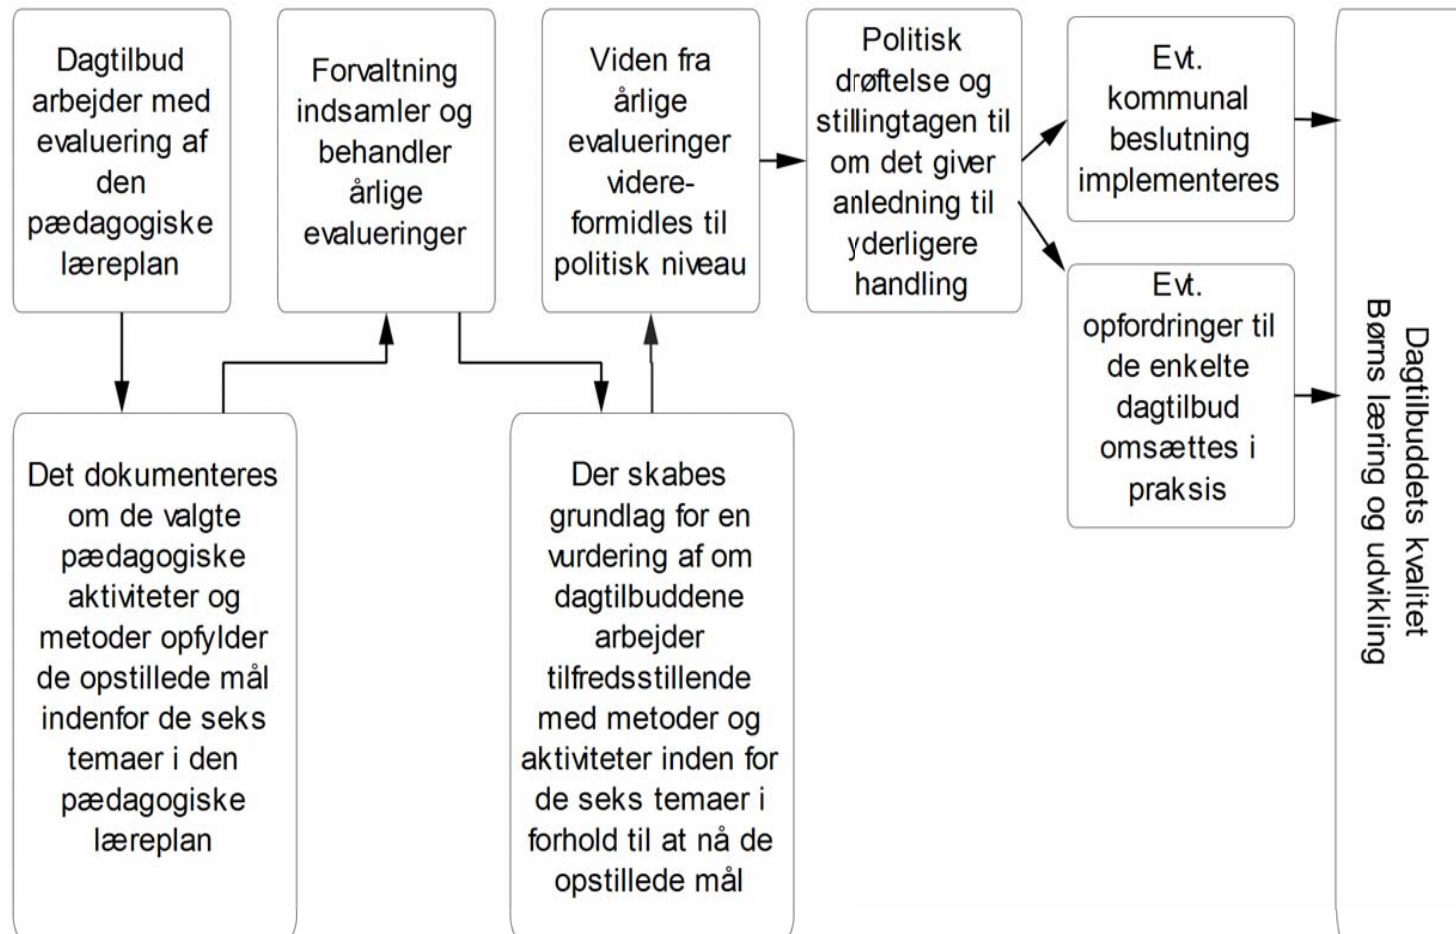 Dagtilbud
arbejder med
evaluering af
den
pædagogiske
læreplan
Det dokumenteres
om de valgte
pædagogiske
aktiviteter og
metoder opfylder
de opstillede mål
indenfor de seks
temaer i den
pædagogiske
læreplan
Forvaltning
indsamler og
behandler
årlige
evalueringer
Der skabes
grundlag for en
vurdering af om
dagtilbuddene
arbejder
tilfredsstillende
med metoder og
aktiviteter inden for
de seks temaer i
forhold til at nå de
opstillede mål
Viden fra
årlige
evalueringer
videre-
formidles til
politisk niveau
Politisk
drøftelse og
stillingtagen til
om det giver
anledning til
yderligere
handling
Evt.
kommunal
beslutning
implementeres
Evt.
opfordringer til
de enkelte
dagtilbud
omsættes i
praksis
Dagtilbuddets kvalitet
Børns læring og udvikling